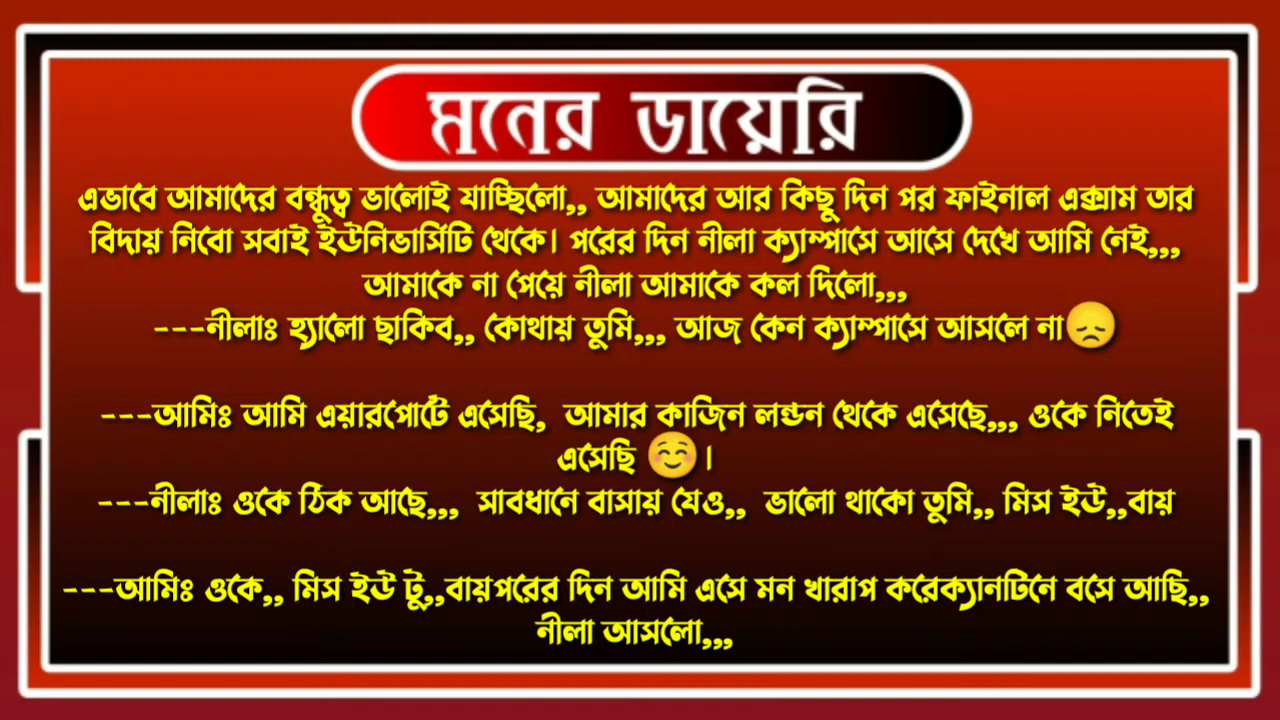 মনের ডায়েরি
এভাবে আমাদের বন্ধুত্ব ভালোই যাচ্ছিলো,, আমাদের আর কিছু দিন পর ফাইনাল এক্সাম তার
বিদায় নিবো সবাই ইউনিভার্সিটি থেকে। পরের দিন নীলা ক্যাম্পাসে আসে দেখে আমি নেই,,,
আমাকে না পেয়ে নীলা আমাকে কল দিলো,,,
---নীলাঃ হ্যালো ছাকিব,, কোথায় তুমি,,, আজ কেন ক্যাম্পাসে আসলে না😞
---আমিঃ আমি এয়ারপোর্টে এসেছি,  আমার কাজিন লন্ডন থেকে এসেছে,,, ওকে নিতেই
এসেছি ☺️।
---নীলাঃ ওকে ঠিক আছে,,,  সাবধানে বাসায় যেও,,  ভালো থাকো তুমি,, মিস ইউ,,বায়
---আমিঃ ওকে,, মিস ইউ টু,,বায়পরের দিন আমি এসে মন খারাপ করেক্যানটিনে বসে আছি,,
নীলা আসলো,,,